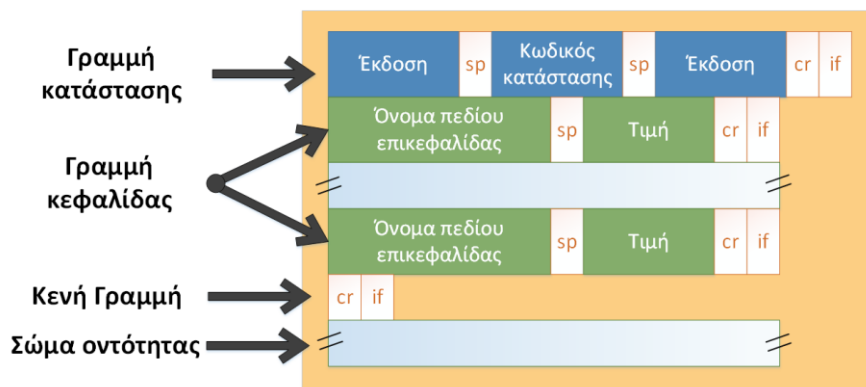 Γραμμή
κατάστασης
Έκδοση sp Κωδικός
κατάστασης sp Έκδοση cr if
Όνομα πεδίου
επικεφαλίδας sp Τιμή cr if
Γραμμή
κεφαλίδας
Όνομα πεδίου
επικεφαλίδας sp Τιμή cr if
Κενή Γραμμή cr if
Σώμα οντότητας